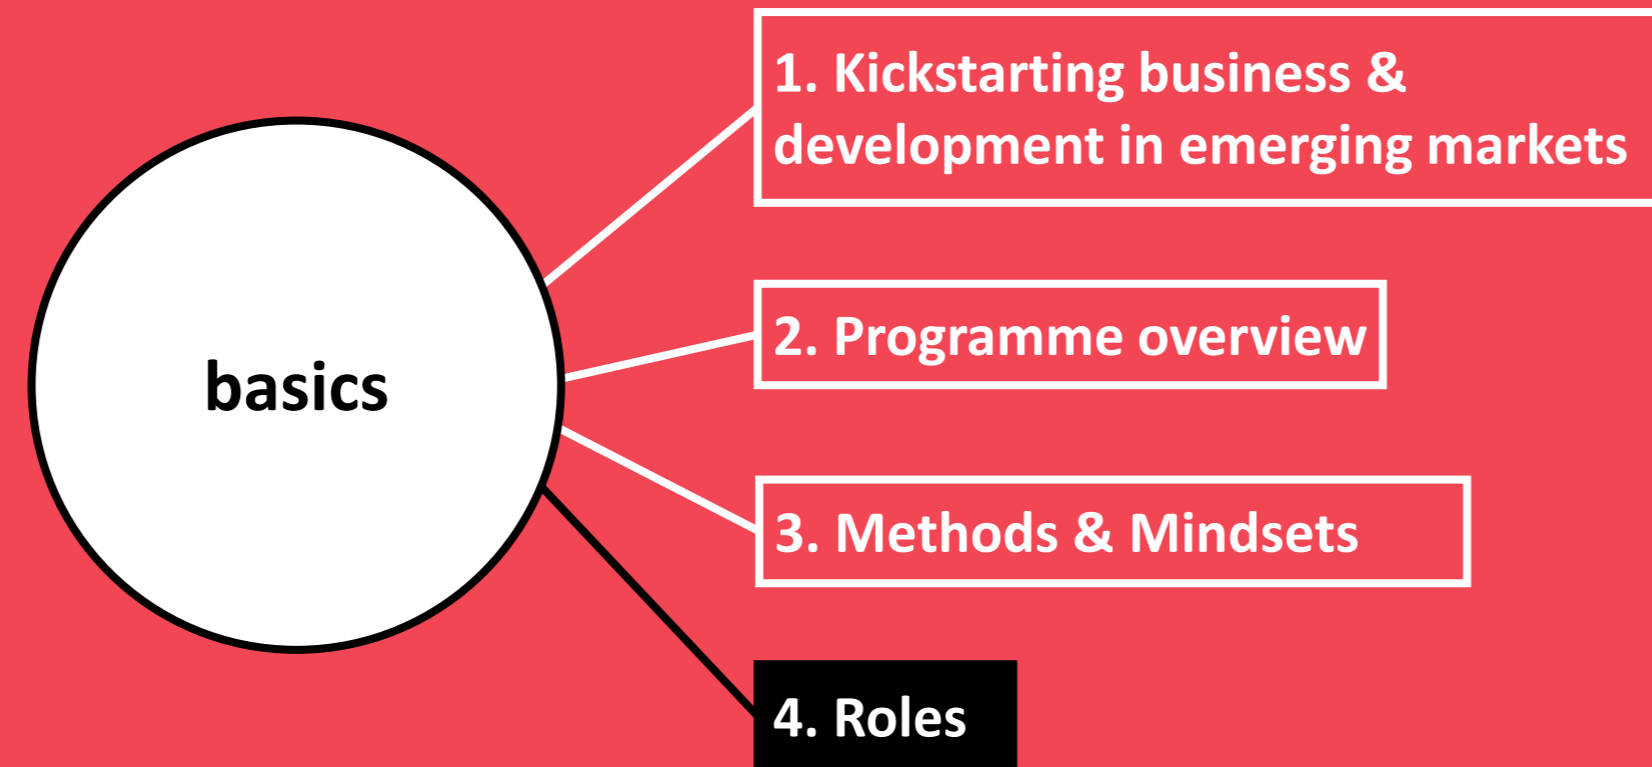 basics
1. Kickstarting business &
development in emerging markets
2. Programme overview
3. Methods & Mindsets
4. Roles